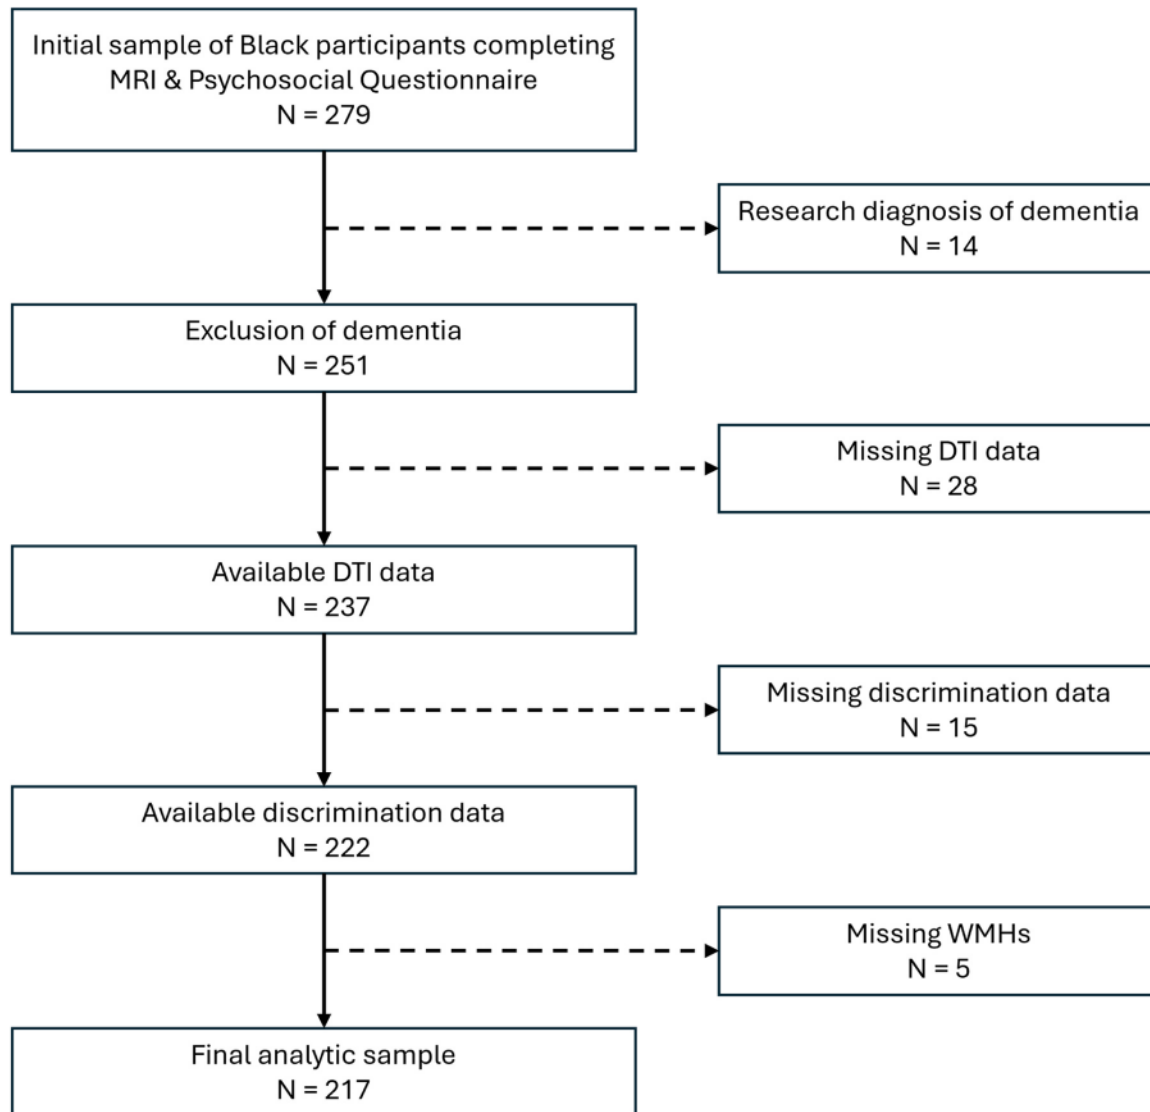 Initial sample of Black participants completing
MRI & Psychosocial Questionnaire
N = 279
Research diagnosis of dementia
N = 14
Exclusion of dementia
N = 251
Missing DTI data
N = 28
Available DTI data
N = 237
Missing discrimination data
N = 15
Available discrimination data
N = 222
Missing WMHs
N = 5
Final analytic sample
N = 217